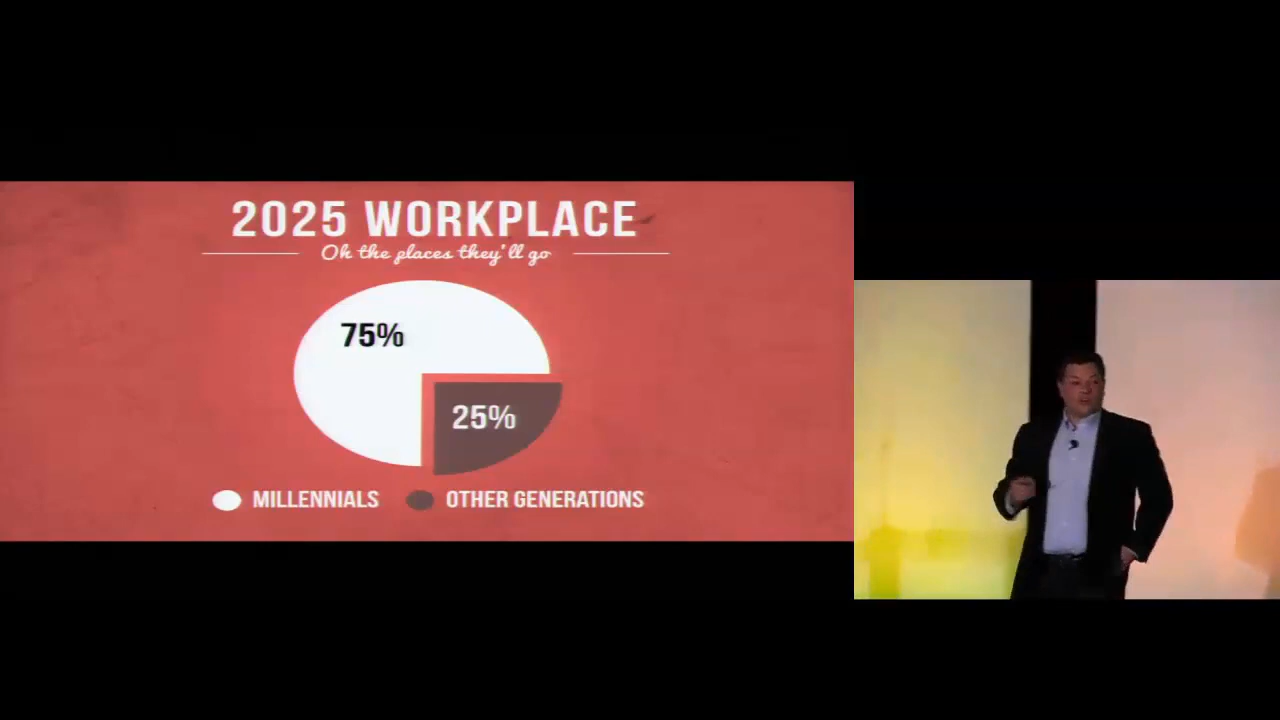 2025 WORKPLACE
Oh the places they'll go
75%
25%
MILLENNIALS
OTHER GENERATIONS